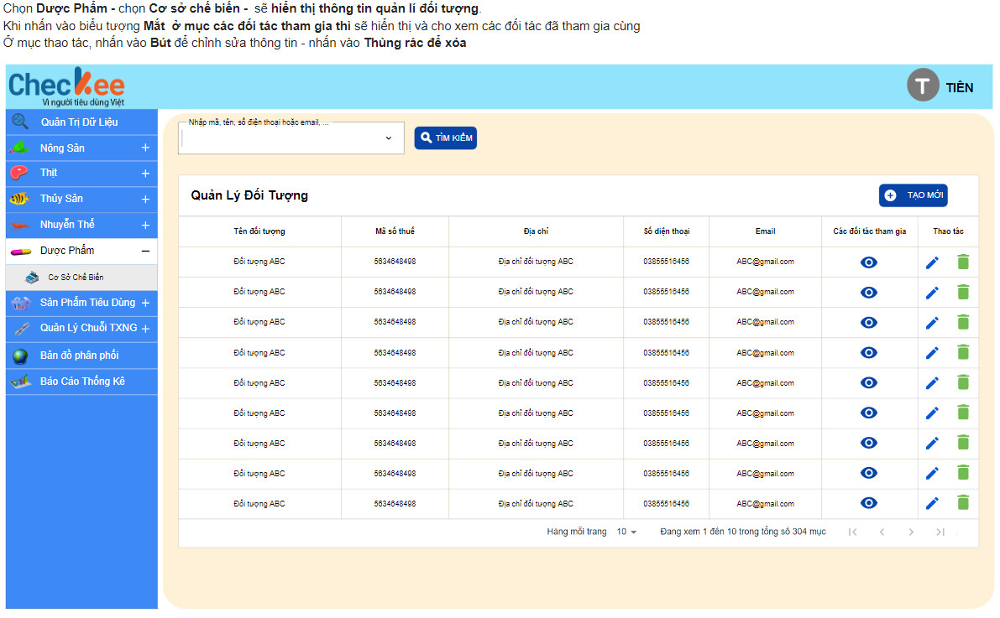 Chọn Dược Phẩm - chọn Cơ sở chế biến - sẽ hiển thị thông tin quản lí đối tượng.
Khi nhấn vào biểu tượng Mắt ở mục các đối tác tham gia thì sẽ hiển thị và cho xem các đối tác đã tham gia cùng
Ở mục thao tác, nhấn vào Bút để chỉnh sửa thông tin - nhấn vào Thùng rác để xóa
Checkee
Vì người tiêu dùng Việt
T TIÊN
Quản Trị Dữ Liệu
Nông Sản +
Thịt +
Thủy Sản +
Nhuyễn Thể +
Dược Phẩm −
Cơ Sở Chế Biến
Sản Phẩm Tiêu Dùng +
Quản Lý Chuỗi TXNG +
Bản đồ phân phối
Báo Cáo Thống Kê
Nhập mã, tên, số điện thoại hoặc email, ...
TÌM KIẾM
Quản Lý Đối Tượng
TẠO MỚI
Tên đối tượng Mã số thuế Địa chỉ Số điện thoại Email Các đối tác tham gia Thao tác
Đối tượng ABC 5634648498 Địa chỉ đối tượng ABC 03855516456 ABC@gmail.com
Đối tượng ABC 5634648498 Địa chỉ đối tượng ABC 03855516456 ABC@gmail.com
Đối tượng ABC 5634648498 Địa chỉ đối tượng ABC 03855516456 ABC@gmail.com
Đối tượng ABC 5634648498 Địa chỉ đối tượng ABC 03855516456 ABC@gmail.com
Đối tượng ABC 5634648498 Địa chỉ đối tượng ABC 03855516456 ABC@gmail.com
Đối tượng ABC 5634648498 Địa chỉ đối tượng ABC 03855516456 ABC@gmail.com
Đối tượng ABC 5634648498 Địa chỉ đối tượng ABC 03855516456 ABC@gmail.com
Đối tượng ABC 5634648498 Địa chỉ đối tượng ABC 03855516456 ABC@gmail.com
Đối tượng ABC 5634648498 Địa chỉ đối tượng ABC 03855516456 ABC@gmail.com
Hàng mỗi trang 10 Đang xem 1 đến 10 trong tổng số 304 mục